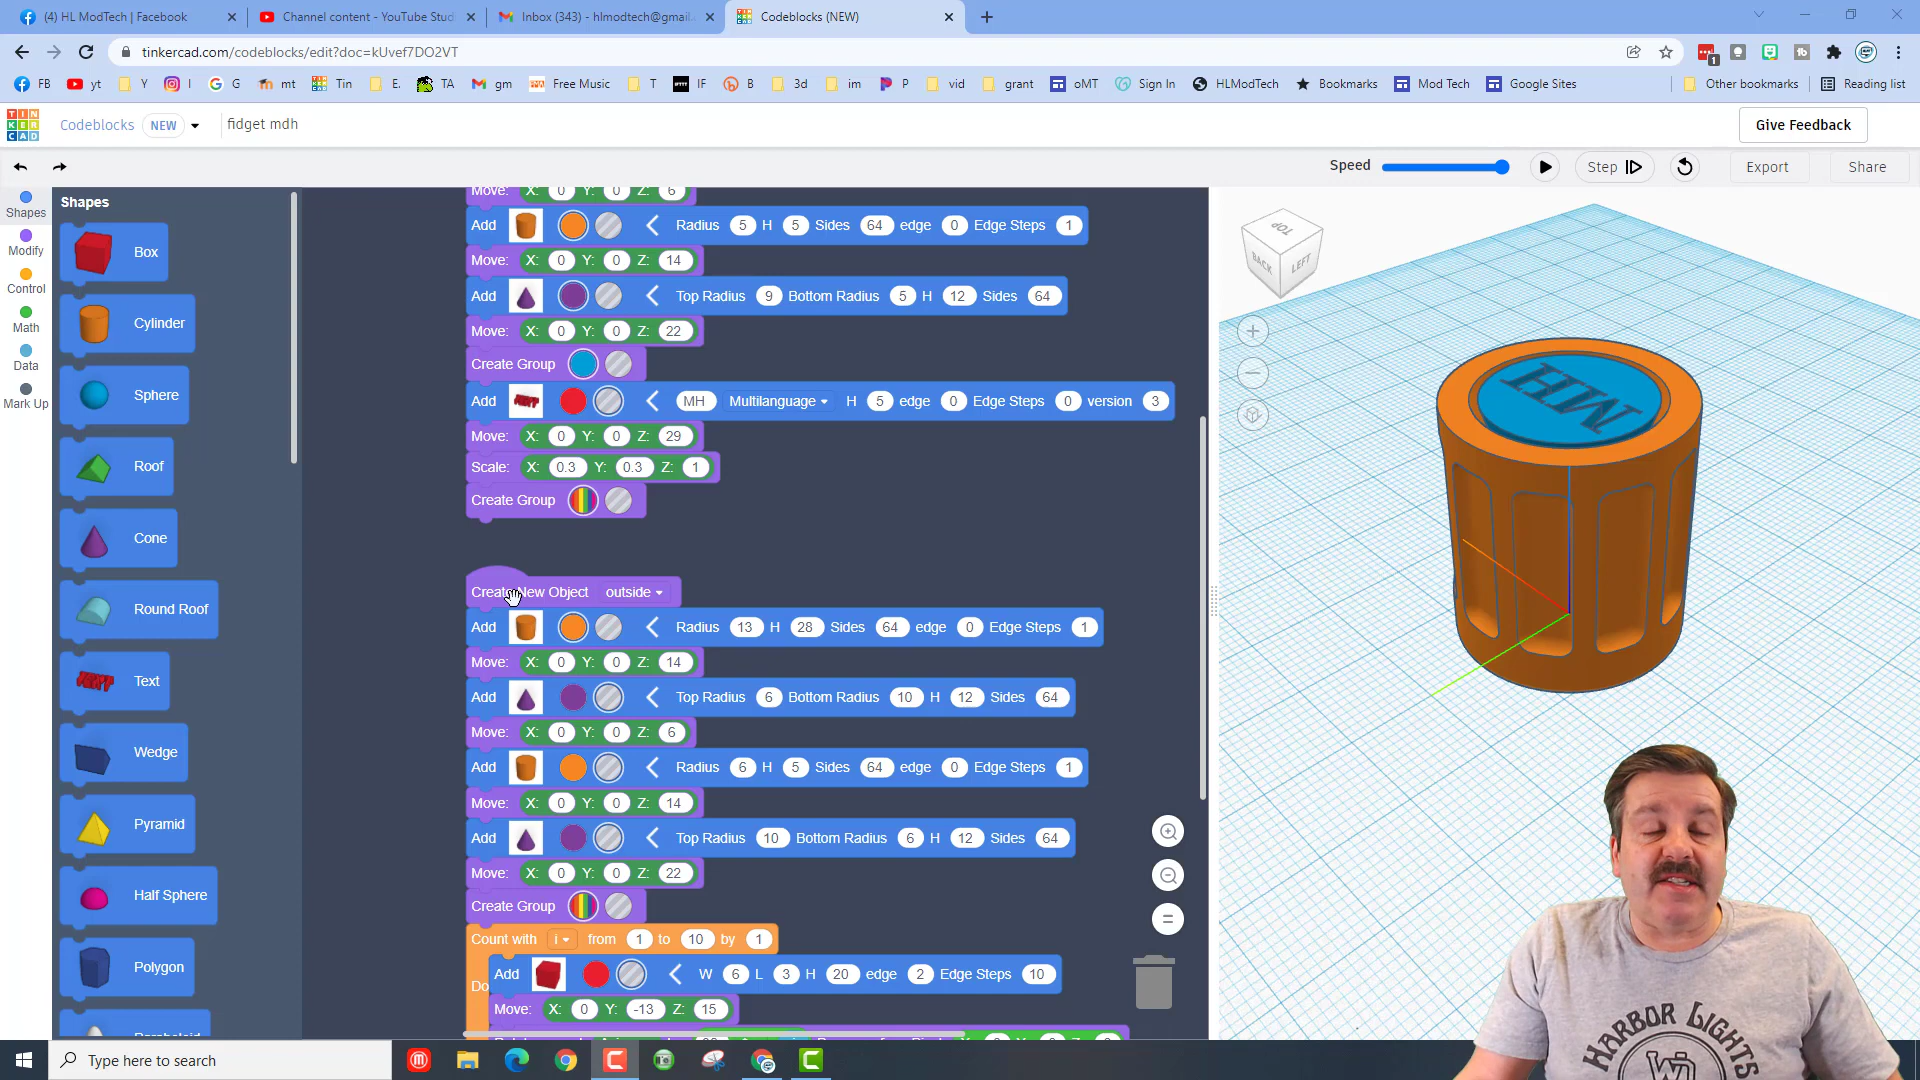 (4) HL ModTech | Facebook
Channel content - YouTube Stud
Inbox (343) - hlmodtech@gmail.
Codeblocks (NEW)
tinkercad.com/codeblocks/edit?doc=kUvef7DO2VT
FB yt Y I G mt Tin E. TA gm Free Music T IF B 3d im P vid grant oMT Sign In HLModTech Bookmarks Mod Tech Google Sites Other bookmarks Reading list
TIN KER CAD Codeblocks NEW fidget mdh Give Feedback
Speed Step Export Share
Shapes
Modify
Control
Math
Data
Mark Up
Shapes
Box
Cylinder
Sphere
Roof
Cone
Round Roof
Text
Wedge
Pyramid
Half Sphere
Polygon
Move: X: 0 Y: 0 Z: 6
Add Radius 5 H 5 Sides 64 edge 0 Edge Steps 1
Move: X: 0 Y: 0 Z: 14
Add Top Radius 9 Bottom Radius 5 H 12 Sides 64
Move: X: 0 Y: 0 Z: 22
Create Group
Add MH Multilanguage H 5 edge 0 Edge Steps 0 version 3
Move: X: 0 Y: 0 Z: 29
Scale: X: 0.3 Y: 0.3 Z: 1
Create Group
Create New Object outside
Add Radius 13 H 28 Sides 64 edge 0 Edge Steps 1
Move: X: 0 Y: 0 Z: 14
Add Top Radius 6 Bottom Radius 10 H 12 Sides 64
Move: X: 0 Y: 0 Z: 6
Add Radius 6 H 5 Sides 64 edge 0 Edge Steps 1
Move: X: 0 Y: 0 Z: 14
Add Top Radius 10 Bottom Radius 6 H 12 Sides 64
Move: X: 0 Y: 0 Z: 22
Create Group
Count with i from 1 to 10 by 1
Do
Add W 6 L 3 H 20 edge 2 Edge Steps 10
Move: X: 0 Y: -13 Z: 15
TOP
BACK
LEFT
MH
HARBOR LIGHTS
Type here to search